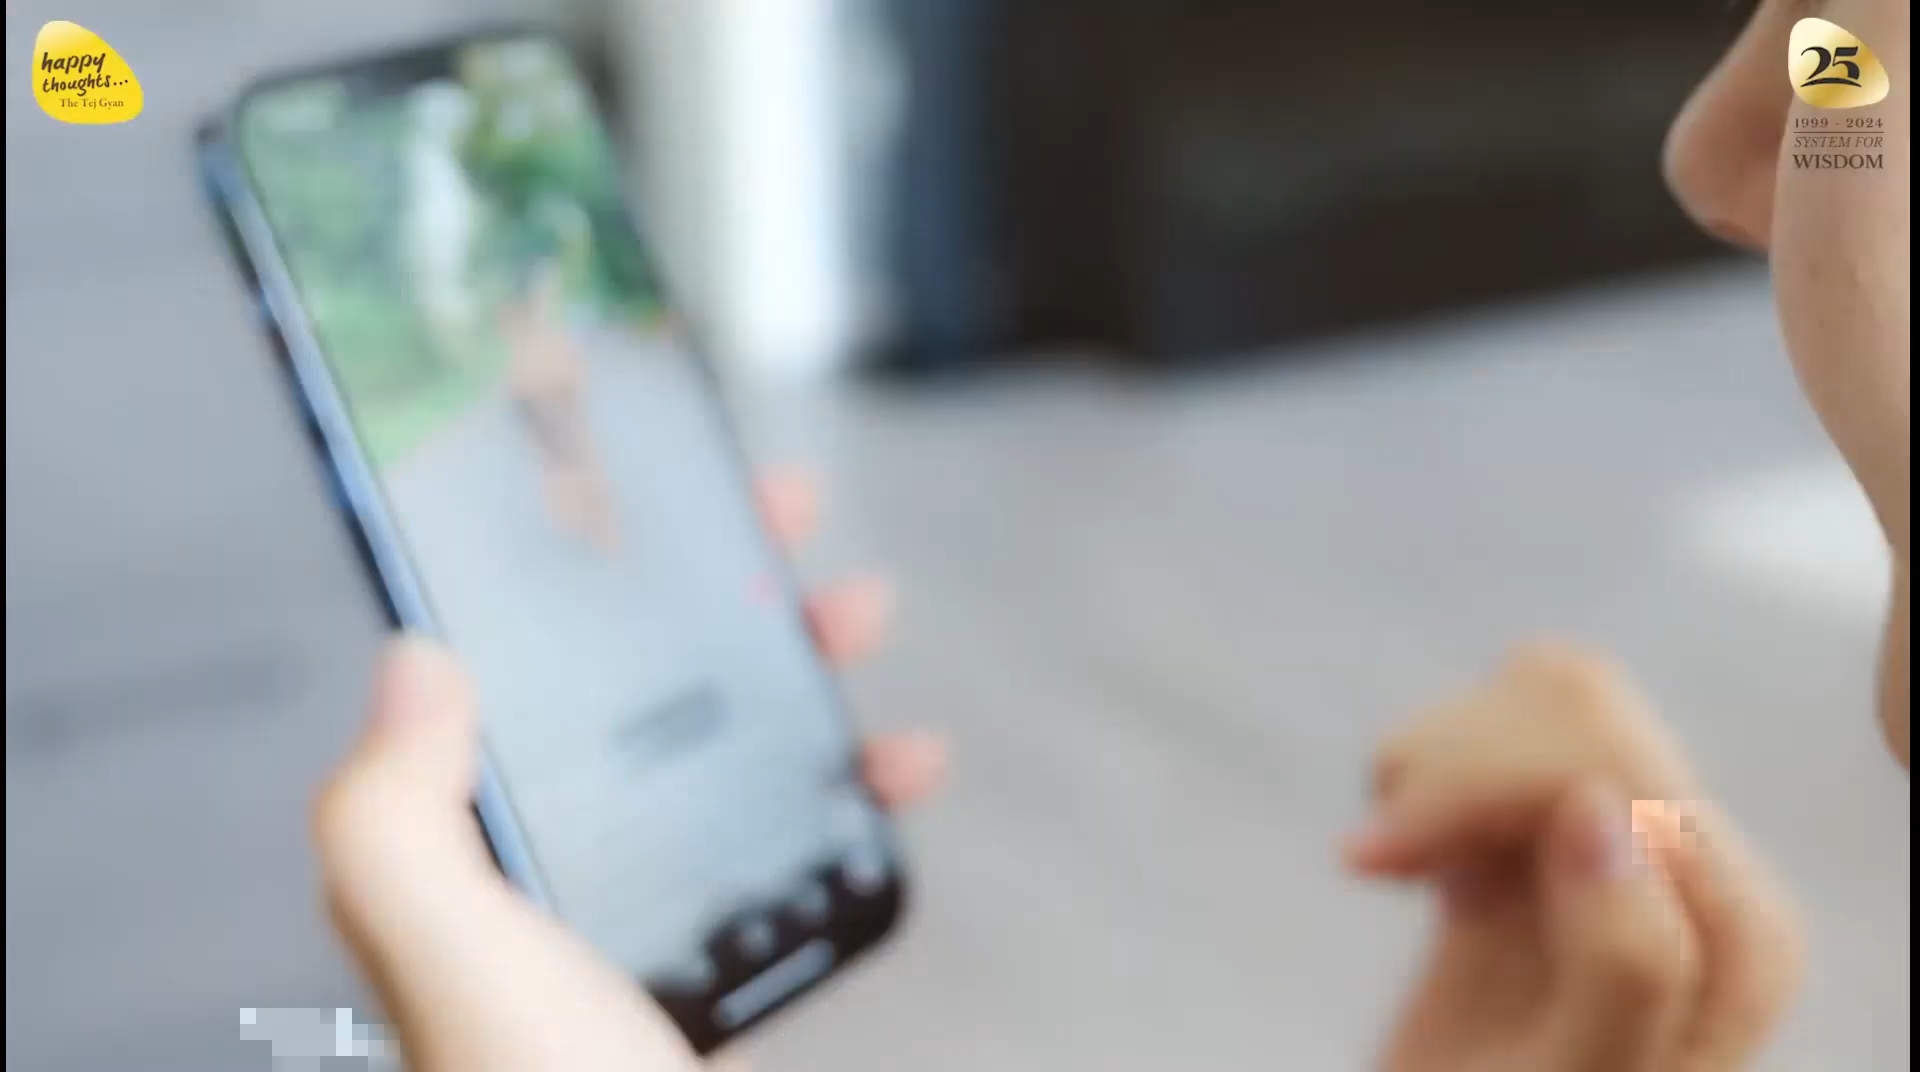 happy
thoughts...
The Tej Gyan
25
1999 · 2024
SYSTEM FOR
WISDOM